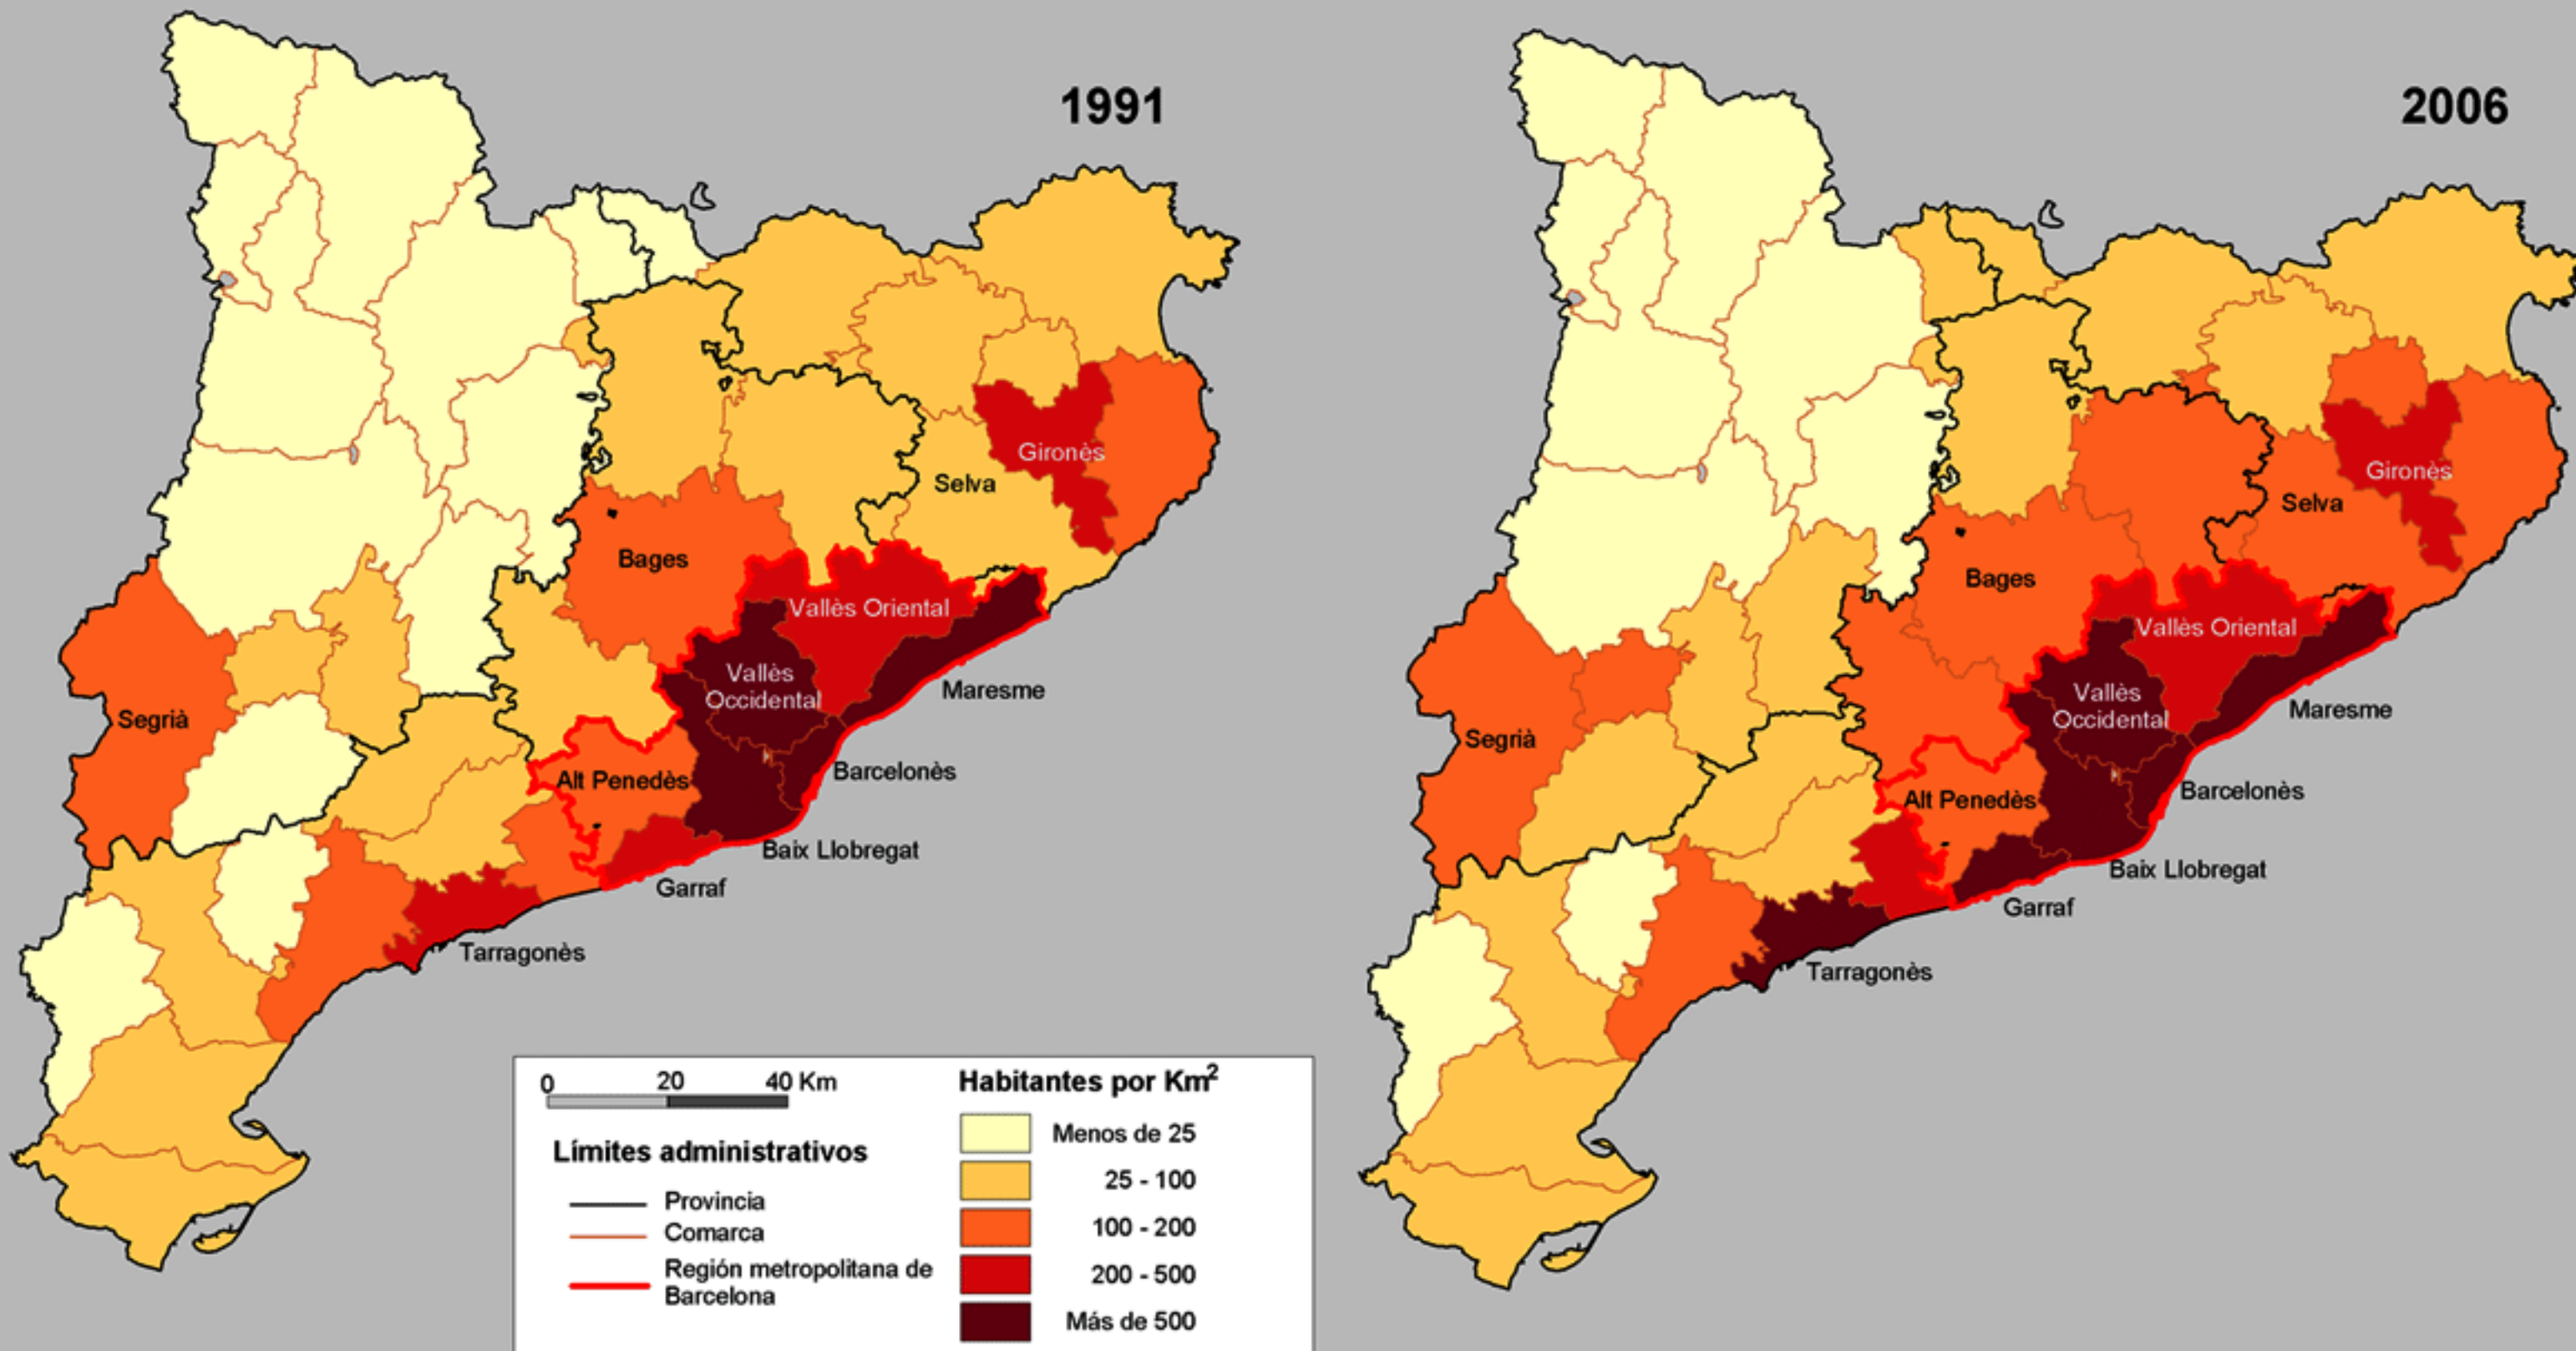 1991
Gironès
Selva
Bages
Vallès Oriental
Vallès
Occidental
Maresme
Segrià
Barcelonès
Alt Penedès
Baix Llobregat
Garraf
Tarragonès
2006
Gironès
Selva
Bages
Vallès Oriental
Vallès
Occidental
Maresme
Segrià
Barcelonès
Alt Penedès
Baix Llobregat
Garraf
Tarragonès
0 20 40 Km
Límites administrativos
Provincia
Comarca
Región metropolitana de
Barcelona
Habitantes por Km²
Menos de 25
25 - 100
100 - 200
200 - 500
Más de 500